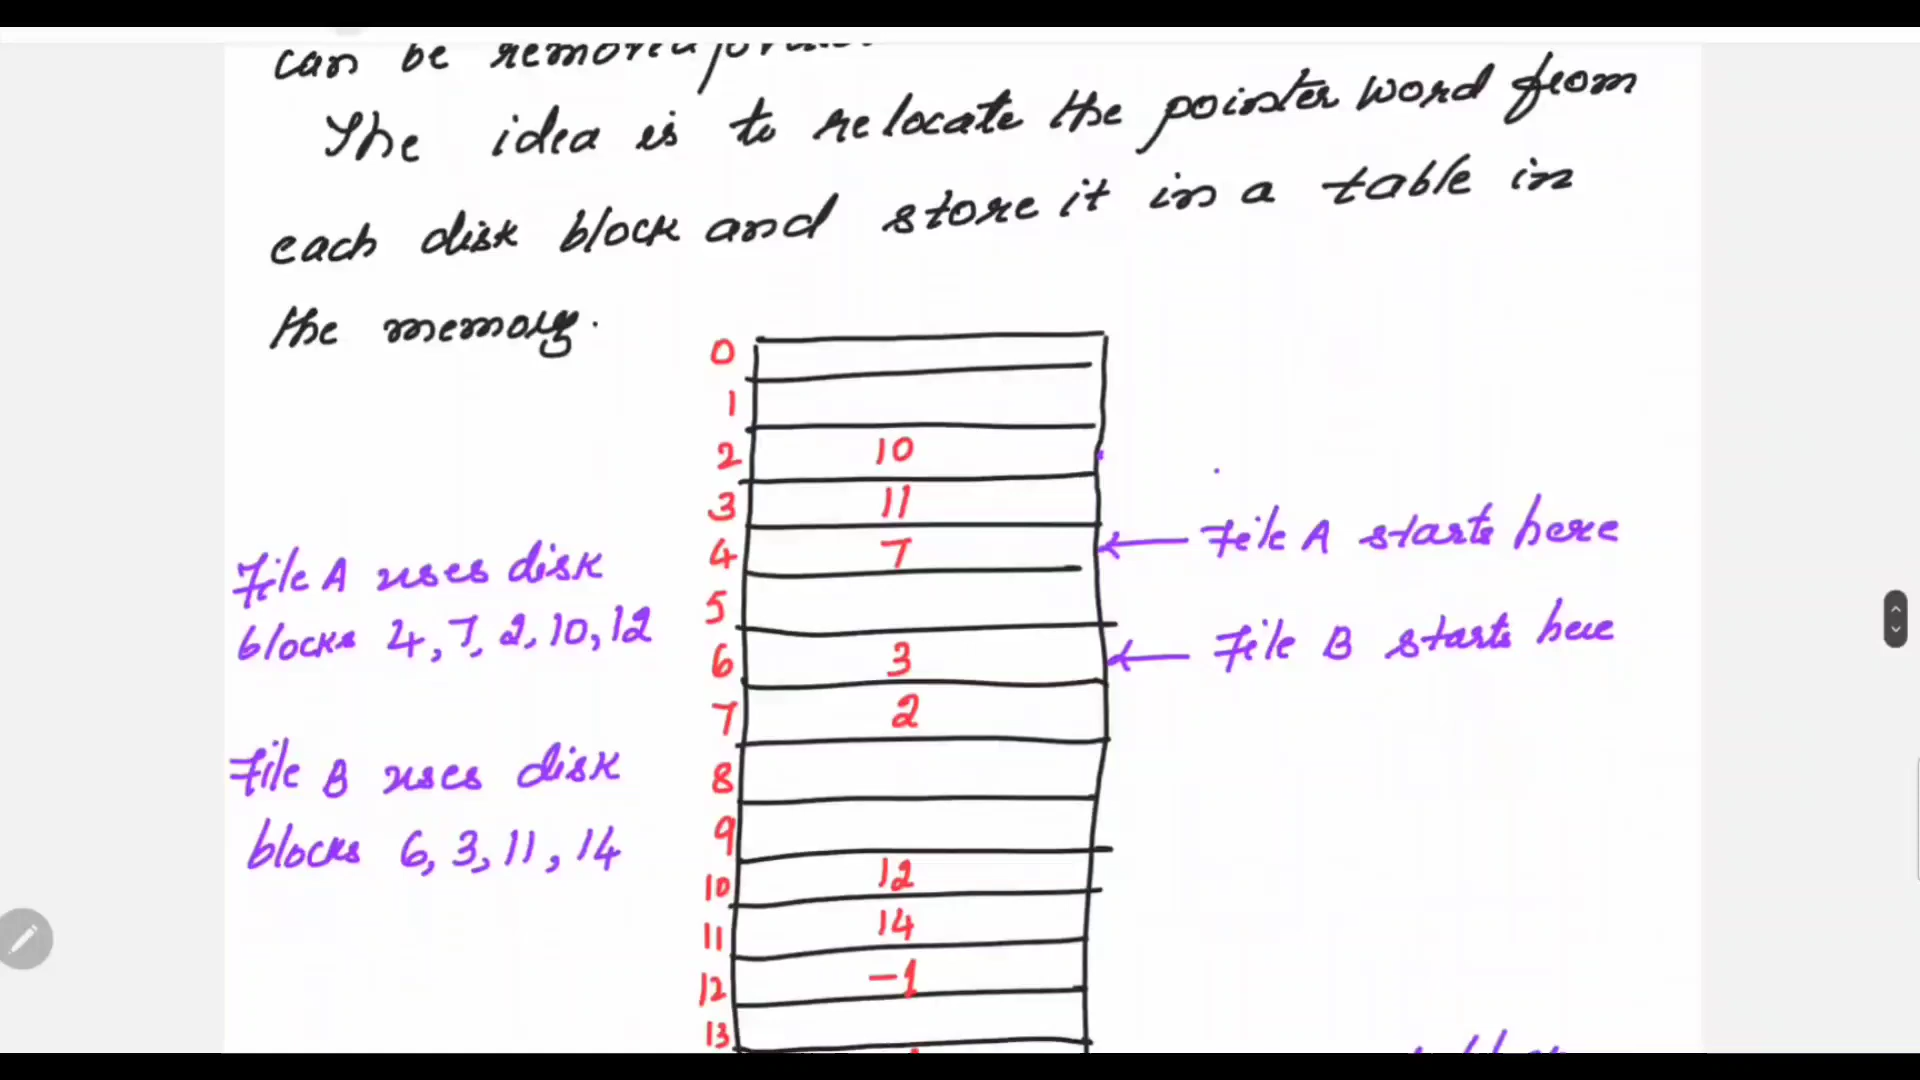 can be
The idea is to relocate the pointer word from
each disk block and store it in a table in
the memory.
0
1
2 10
3 11
4 7 ← File A starts here
File A uses disk
blocks 4, 7, 2, 10, 12
5
6 3 ← File B starts here
7 2
File B uses disk
blocks 6, 3, 11, 14
8
9
10 12
11 14
12 -1
13